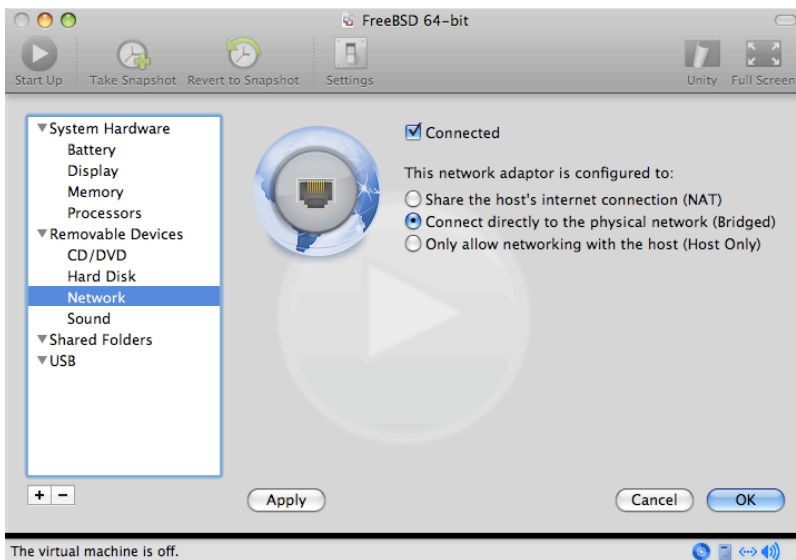 FreeBSD 64-bit
Start Up
Take Snapshot
Revert to Snapshot
Settings
Unity
Full Screen
System Hardware
Battery
Display
Memory
Processors
Removable Devices
CD/DVD
Hard Disk
Network
Sound
Shared Folders
USB
Connected
This network adaptor is configured to:
Share the host's internet connection (NAT)
Connect directly to the physical network (Bridged)
Only allow networking with the host (Host Only)
Apply
Cancel
OK
The virtual machine is off.